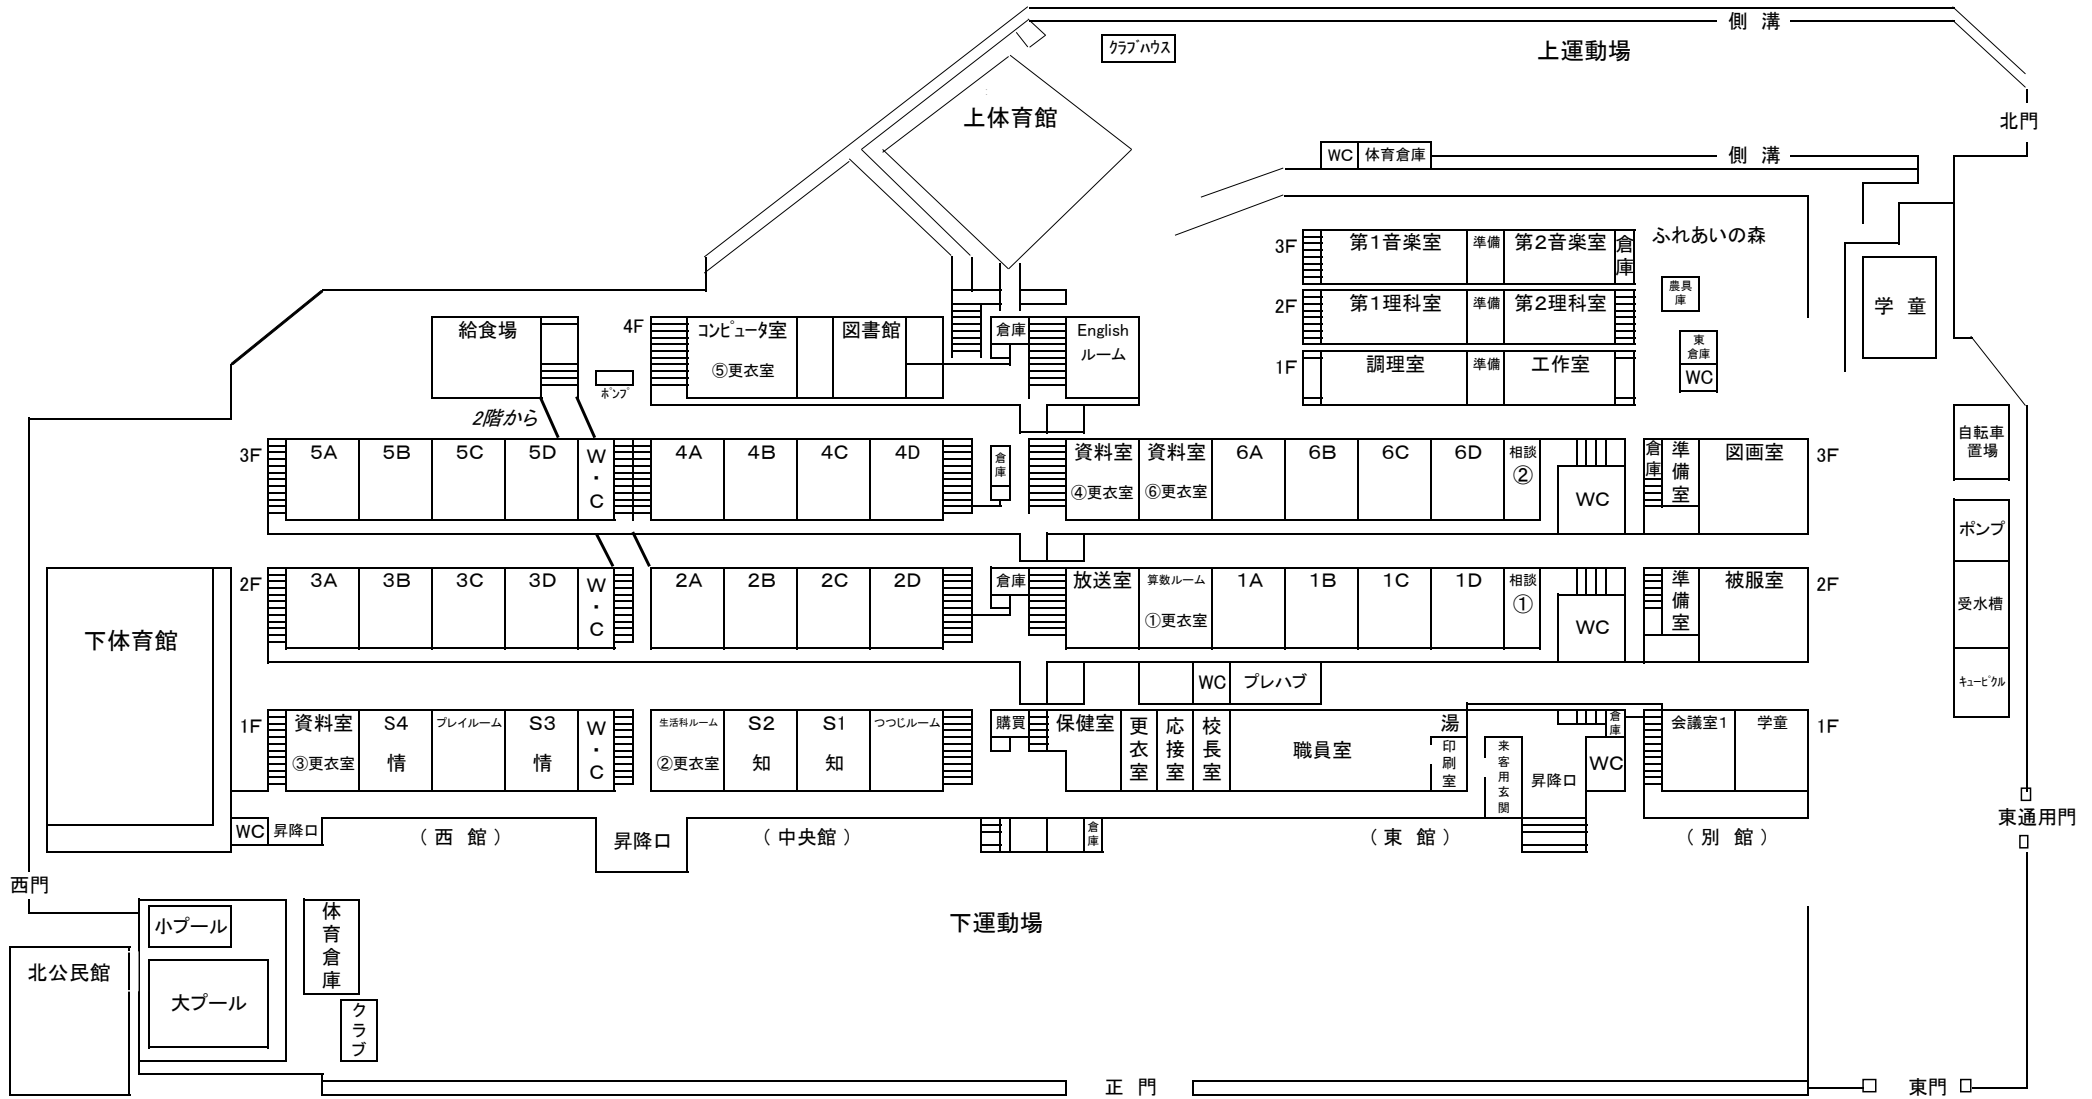 側 溝
クラブハウス
上運動場
上体育館
北門
WC
体育倉庫
側 溝
3F
第1音楽室
準備
第2音楽室
倉庫
ふれあいの森
農具庫
2F
第1理科室
準備
第2理科室
学 童
給食場
4F
コンピュータ室
⑤更衣室
図書館
倉庫
English
ルーム
1F
調理室
準備
工作室
東
倉庫
WC
ポンプ
2階から
自転車
置場
3F
5A
5B
5C
5D
W・C
4A
4B
4C
4D
倉庫
資料室
④更衣室
資料室
⑥更衣室
6A
6B
6C
6D
相談
②
WC
倉庫
準備室
図画室
3F
ポンプ
2F
3A
3B
3C
3D
W・C
2A
2B
2C
2D
倉庫
放送室
算数ルーム
①更衣室
1A
1B
1C
1D
相談
①
WC
準備室
被服室
2F
受水槽
下体育館
WC
プレハブ
キュービクル
1F
資料室
③更衣室
S4
情
プレイルーム
S3
情
W・C
生活科ルーム
②更衣室
S2
知
S1
知
つつじルーム
購買
保健室
更衣室
応接室
校長室
職員室
湯
印刷室
来客用玄関
昇降口
倉庫
WC
会議室1
学童
1F
WC
昇降口
（ 西 館 ）
昇降口
（ 中央館 ）
倉庫
（ 東 館 ）
（ 別 館 ）
東通用門
西門
小プール
体育倉庫
下運動場
北公民館
大プール
クラブ
正 門
東門